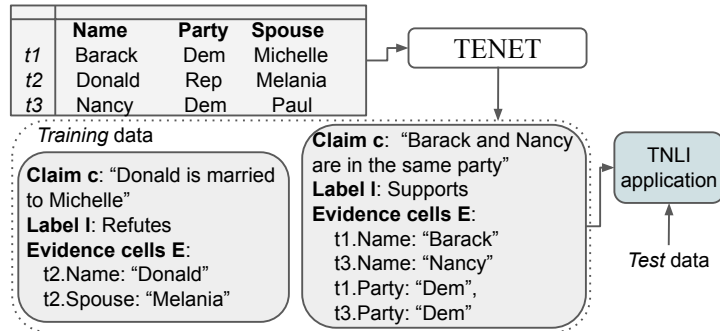 Name Party Spouse
t1 Barack Dem Michelle
t2 Donald Rep Melania
t3 Nancy Dem Paul
TENET
Training data
Claim c: “Donald is married
to Michelle”
Label l: Refutes
Evidence cells E:
t2.Name: “Donald”
t2.Spouse: “Melania”
Claim c: “Barack and Nancy
are in the same party”
Label l: Supports
Evidence cells E:
t1.Name: “Barack”
t3.Name: “Nancy”
t1.Party: “Dem”,
t3.Party: “Dem”
TNLI
application
Test data